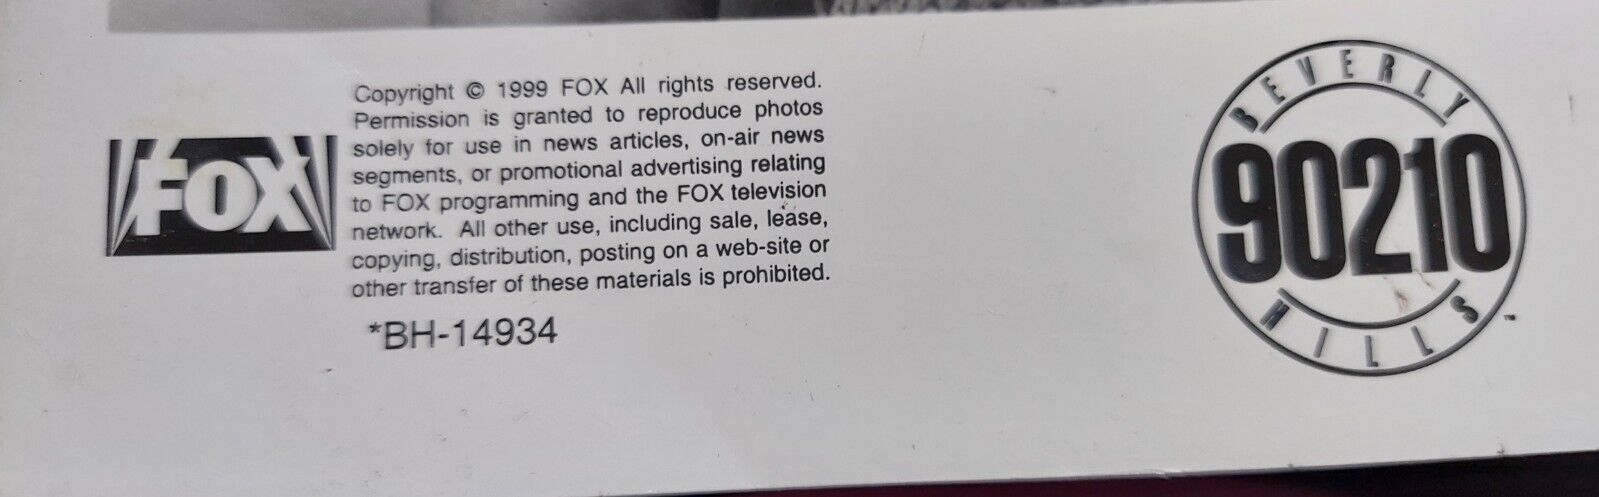 FOX
Copyright © 1999 FOX All rights reserved.
Permission is granted to reproduce photos
solely for use in news articles, on-air news
segments, or promotional advertising relating
to FOX programming and the FOX television
network. All other use, including sale, lease,
copying, distribution, posting on a web-site or
other transfer of these materials is prohibited.
*BH-14934
BEVERLY
90210
HILLS
™